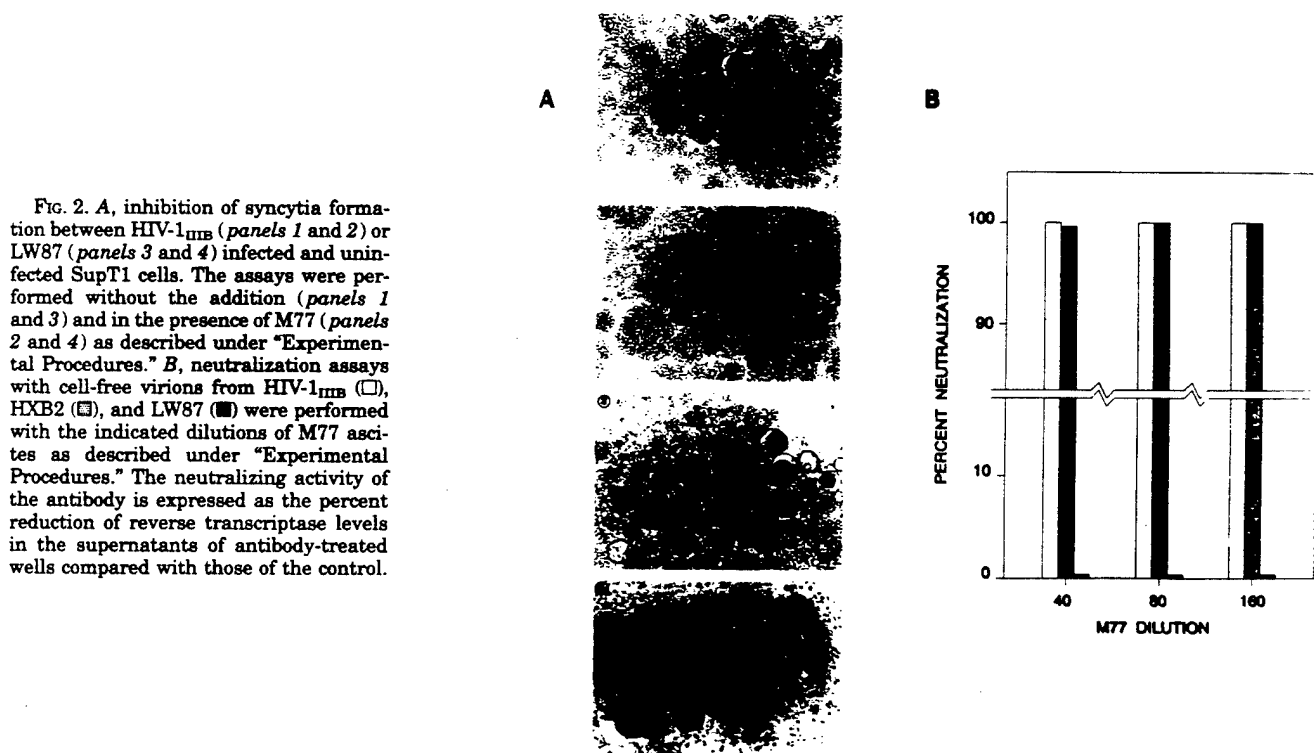 FIG. 2. A, inhibition of syncytia forma-
tion between HIV-1IIIB (panels 1 and 2) or
LW87 (panels 3 and 4) infected and unin-
fected SupT1 cells. The assays were per-
formed without the addition (panels 1
and 3) and in the presence of M77 (panels
2 and 4) as described under "Experimen-
tal Procedures." B, neutralization assays
with cell-free virions from HIV-1IIIB (□),
HXB2 (▩), and LW87 (■) were performed
with the indicated dilutions of M77 asci-
tes as described under "Experimental
Procedures." The neutralizing activity of
the antibody is expressed as the percent
reduction of reverse transcriptase levels
in the supernatants of antibody-treated
wells compared with those of the control.
A
B
PERCENT NEUTRALIZATION
100
90
10
0
40 80 160
M77 DILUTION